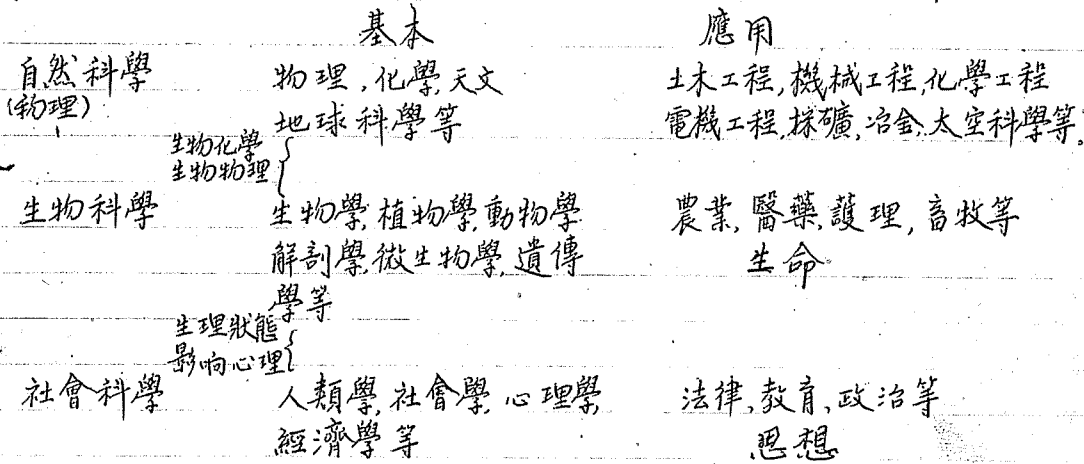 基本 應用
自然科學 物理,化學,天文 土木工程,機械工程,化學工程
(物理) 地球科學等 電機工程,採礦,冶金,太空科學等。
生物化學
生物物理
生物科學 生物學,植物學,動物學 農業,醫藥,護理,畜牧等
解剖學,微生物學,遺傳 生命
學等
生理狀態
影响心理
社會科學 人類學,社會學,心理學, 法律,教育,政治等
經濟學等 思想